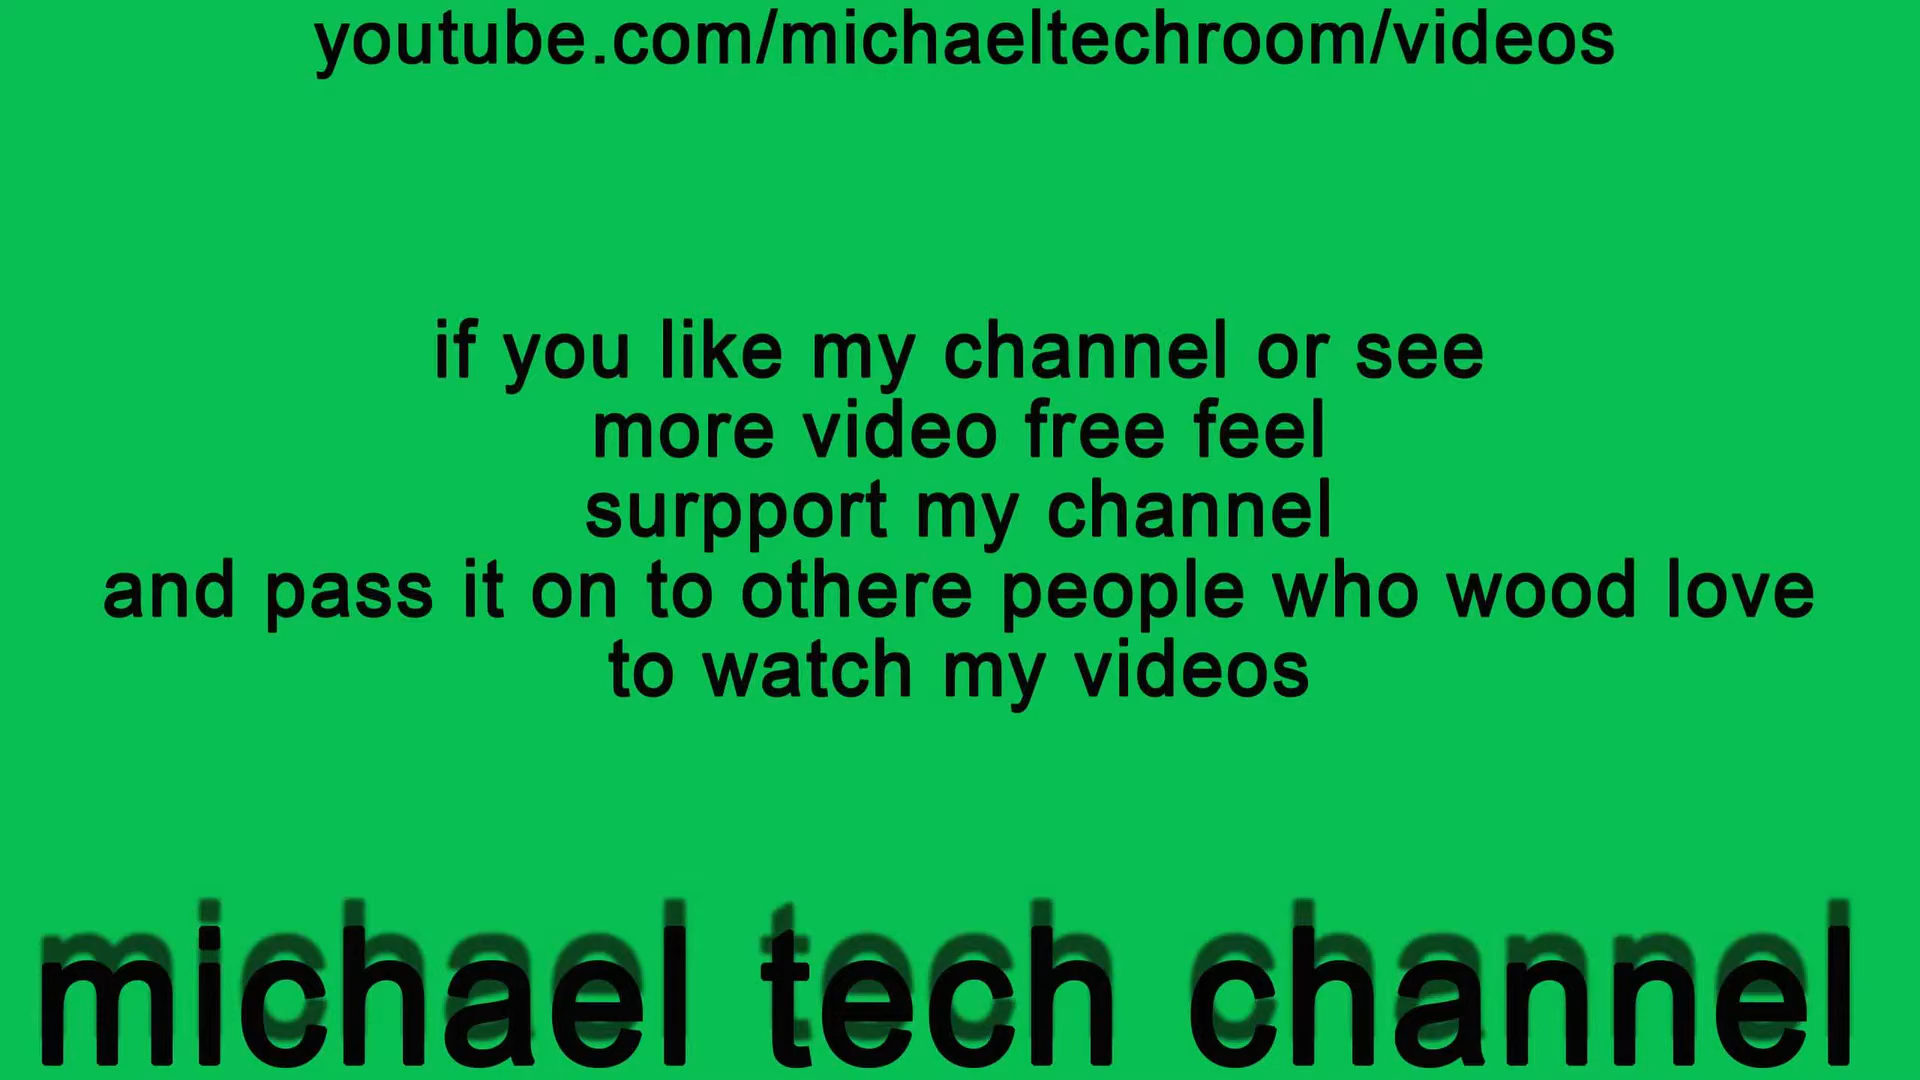 youtube.com/michaeltechroom/videos
if you like my channel or see
more video free feel
surpport my channel
and pass it on to othere people who wood love
to watch my videos
michael tech channel